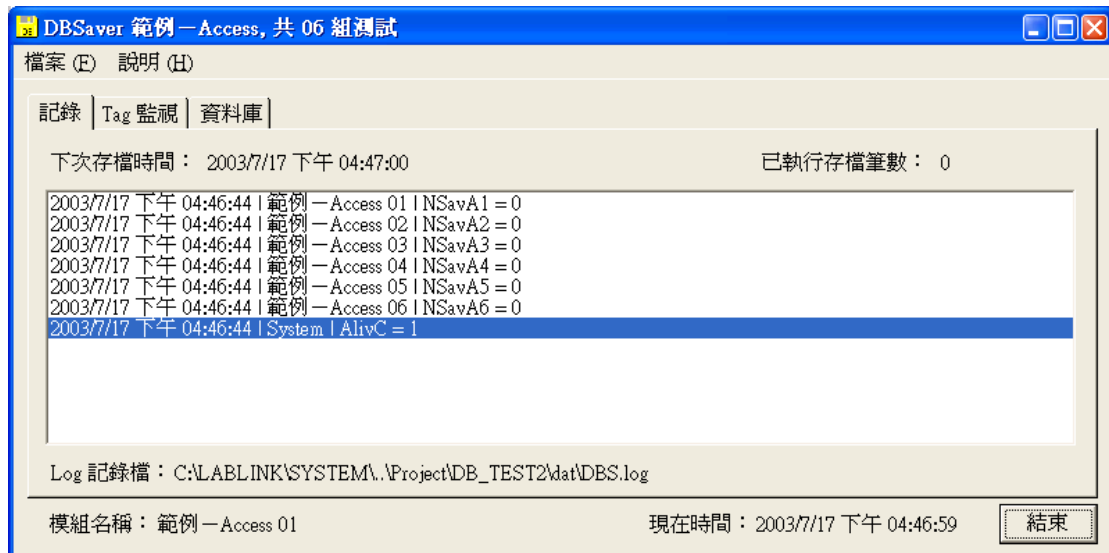 DBSaver 範例－Access, 共 06 組測試
檔案 (F) 說明 (H)
記錄 Tag 監視 資料庫
下次存檔時間： 2003/7/17 下午 04:47:00 已執行存檔筆數： 0
2003/7/17 下午 04:46:44 | 範例－Access 01 | NSavA1 = 0
2003/7/17 下午 04:46:44 | 範例－Access 02 | NSavA2 = 0
2003/7/17 下午 04:46:44 | 範例－Access 03 | NSavA3 = 0
2003/7/17 下午 04:46:44 | 範例－Access 04 | NSavA4 = 0
2003/7/17 下午 04:46:44 | 範例－Access 05 | NSavA5 = 0
2003/7/17 下午 04:46:44 | 範例－Access 06 | NSavA6 = 0
2003/7/17 下午 04:46:44 | System | AlivC = 1
Log 記錄檔：C:\LABLINK\SYSTEM\..\Project\DB_TEST2\dat\DBS.log
模組名稱：範例－Access 01 現在時間：2003/7/17 下午 04:46:59 結束